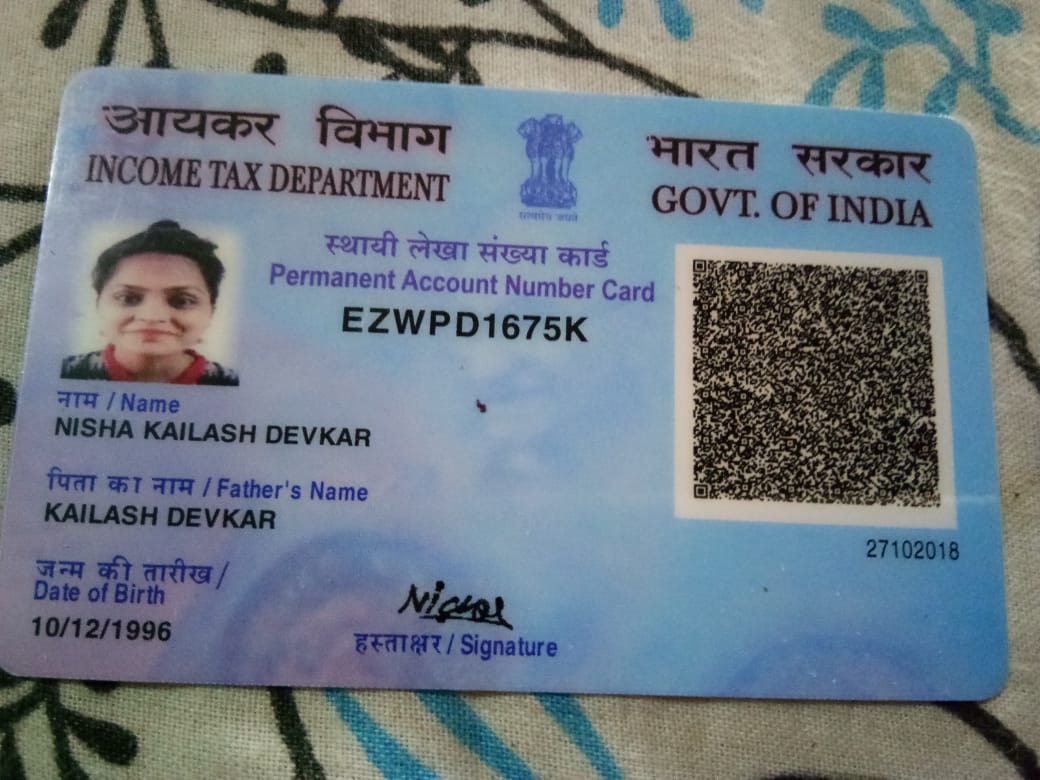 आयकर विभाग
INCOME TAX DEPARTMENT
सत्यमेव जयते
भारत सरकार
GOVT. OF INDIA
स्थायी लेखा संख्या कार्ड
Permanent Account Number Card
EZWPD1675K
नाम / Name
NISHA KAILASH DEVKAR
पिता का नाम / Father's Name
KAILASH DEVKAR
जन्म की तारीख /
Date of Birth
10/12/1996
हस्ताक्षर / Signature
27102018